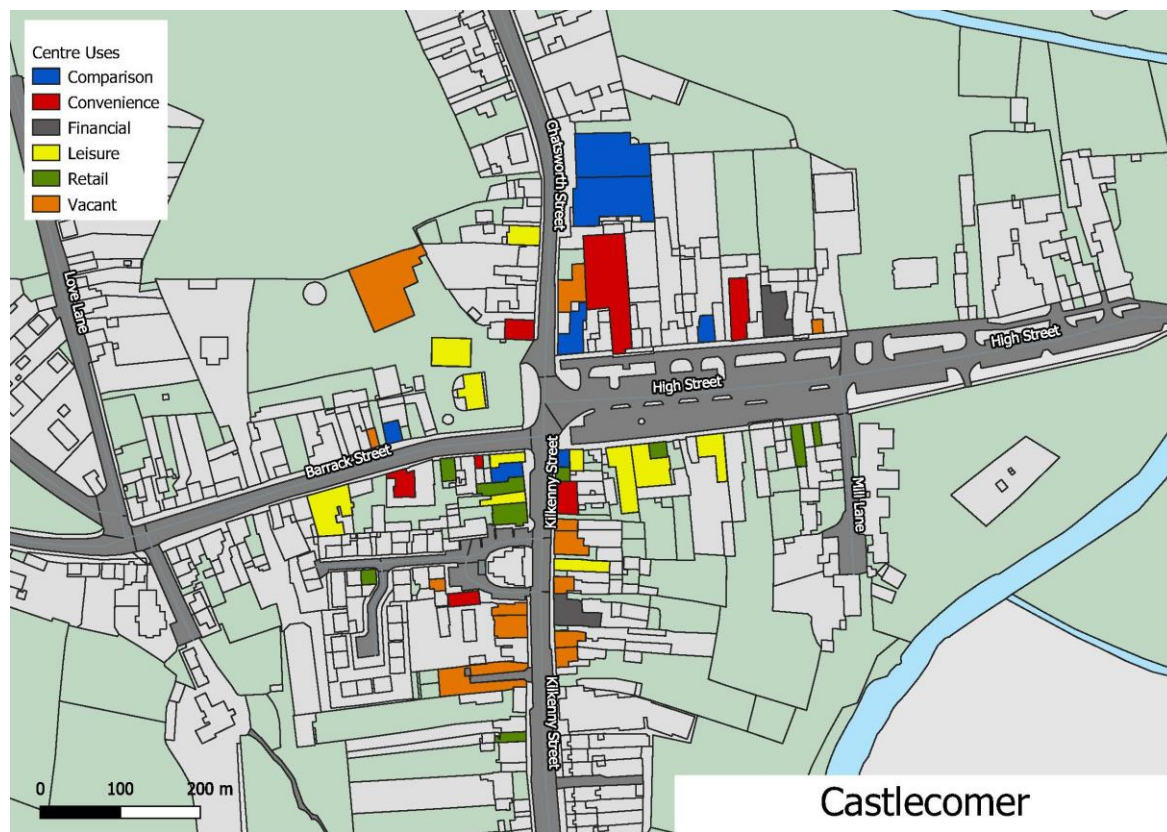 Centre Uses
Comparison
Convenience
Financial
Leisure
Retail
Vacant
Chatsworth Street
Love Lane
High Street
High Street
Barrack Street
Kilkenny Street
Mill Lane
Kilkenny Street
0 100 200 m
Castlecomer